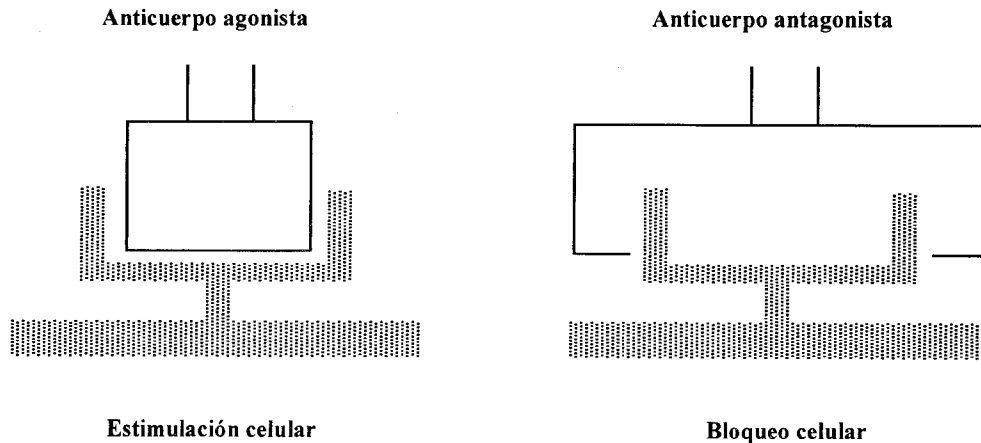 Anticuerpo agonista
Anticuerpo antagonista
Estimulación celular
Bloqueo celular